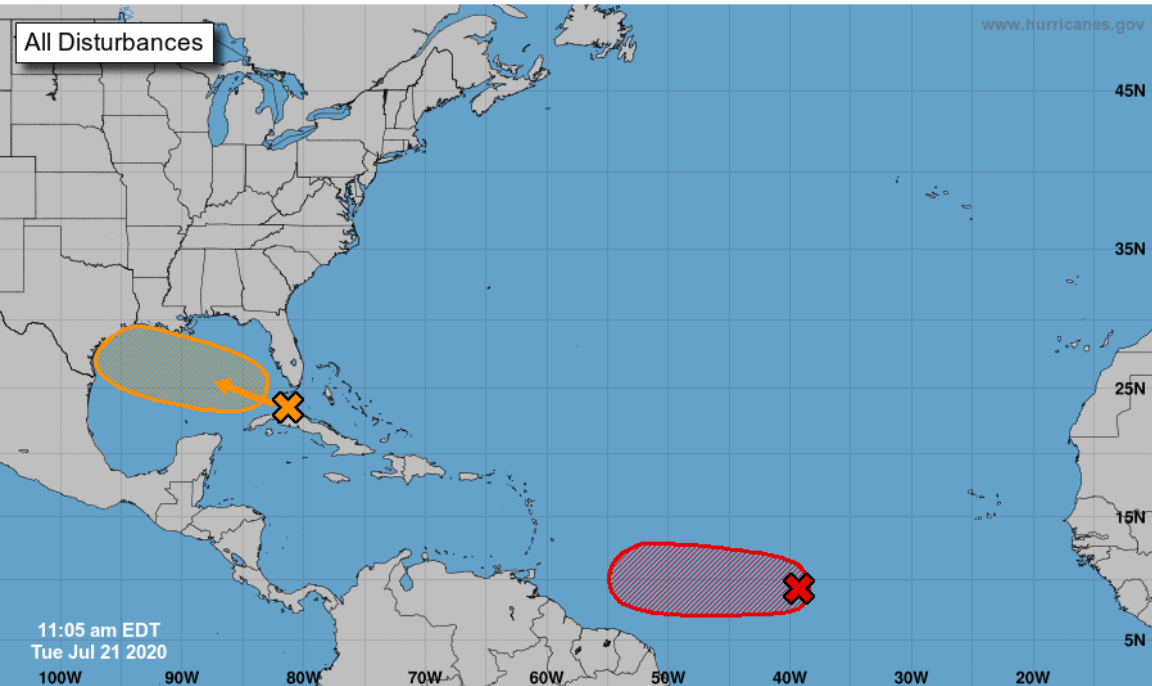 All Disturbances
www.hurricanes.gov
45N
35N
25N
15N
5N
11:05 am EDT
Tue Jul 21 2020
100W 90W 80W 70W 60W 50W 40W 30W 20W